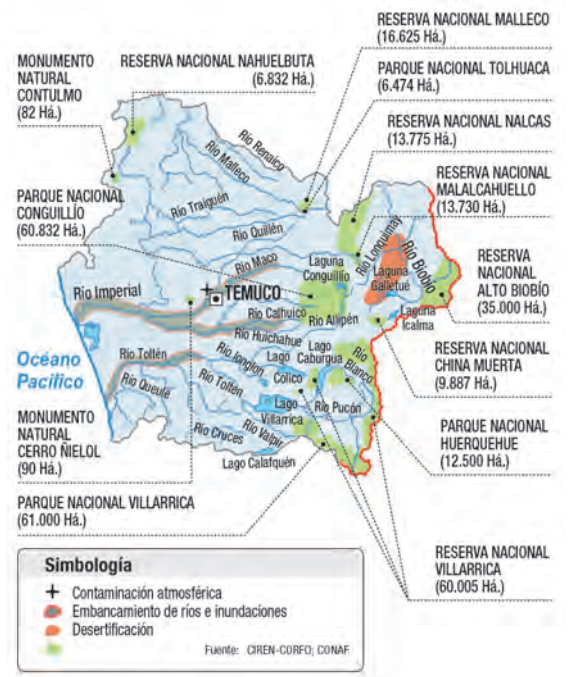 RESERVA NACIONAL MALLECO
(16.625 Há.)
MONUMENTO
NATURAL
CONTULMO
(82 Há.)
RESERVA NACIONAL NAHUELBUTA
(6.832 Há.)
PARQUE NACIONAL TOLHUACA
(6.474 Há.)
RESERVA NACIONAL NALCAS
(13.775 Há.)
RESERVA NACIONAL
MALALCAHUELLO
(13.730 Há.)
PARQUE NACIONAL
CONGUILLÍO
(60.832 Há.)
RESERVA
NACIONAL
ALTO BIOBÍO
(35.000 Há.)
Río Renaico
Río Malleco
Río Traiguén
Río Quillén
Río Lonquimay
Río Biobío
Laguna
Conguillío
Laguna
Galletué
Río Maco
Río Imperial
TEMUCO
Río Calhuico
Río Allipén
Laguna
Icalma
Río Huichahue
Océano
Pacífico
Río Toltén
Río Queule
Río Ionglon
Río Toltén
Lago
Colico
Lago
Caburgua
Río
Blanco
RESERVA NACIONAL
CHINA MUERTA
(9.887 Há.)
Lago
Villarrica
Río Pucón
Río Cruces
Río Valpir
Lago Calafquén
MONUMENTO
NATURAL
CERRO ÑIELOL
(90 Há.)
PARQUE NACIONAL
HUERQUEHUE
(12.500 Há.)
PARQUE NACIONAL VILLARRICA
(61.000 Há.)
RESERVA NACIONAL
VILLARRICA
(60.005 Há.)
Simbología
Contaminación atmosférica
Embancamiento de ríos e inundaciones
Desertificación
Fuente: CIREN-CORFO; CONAF.